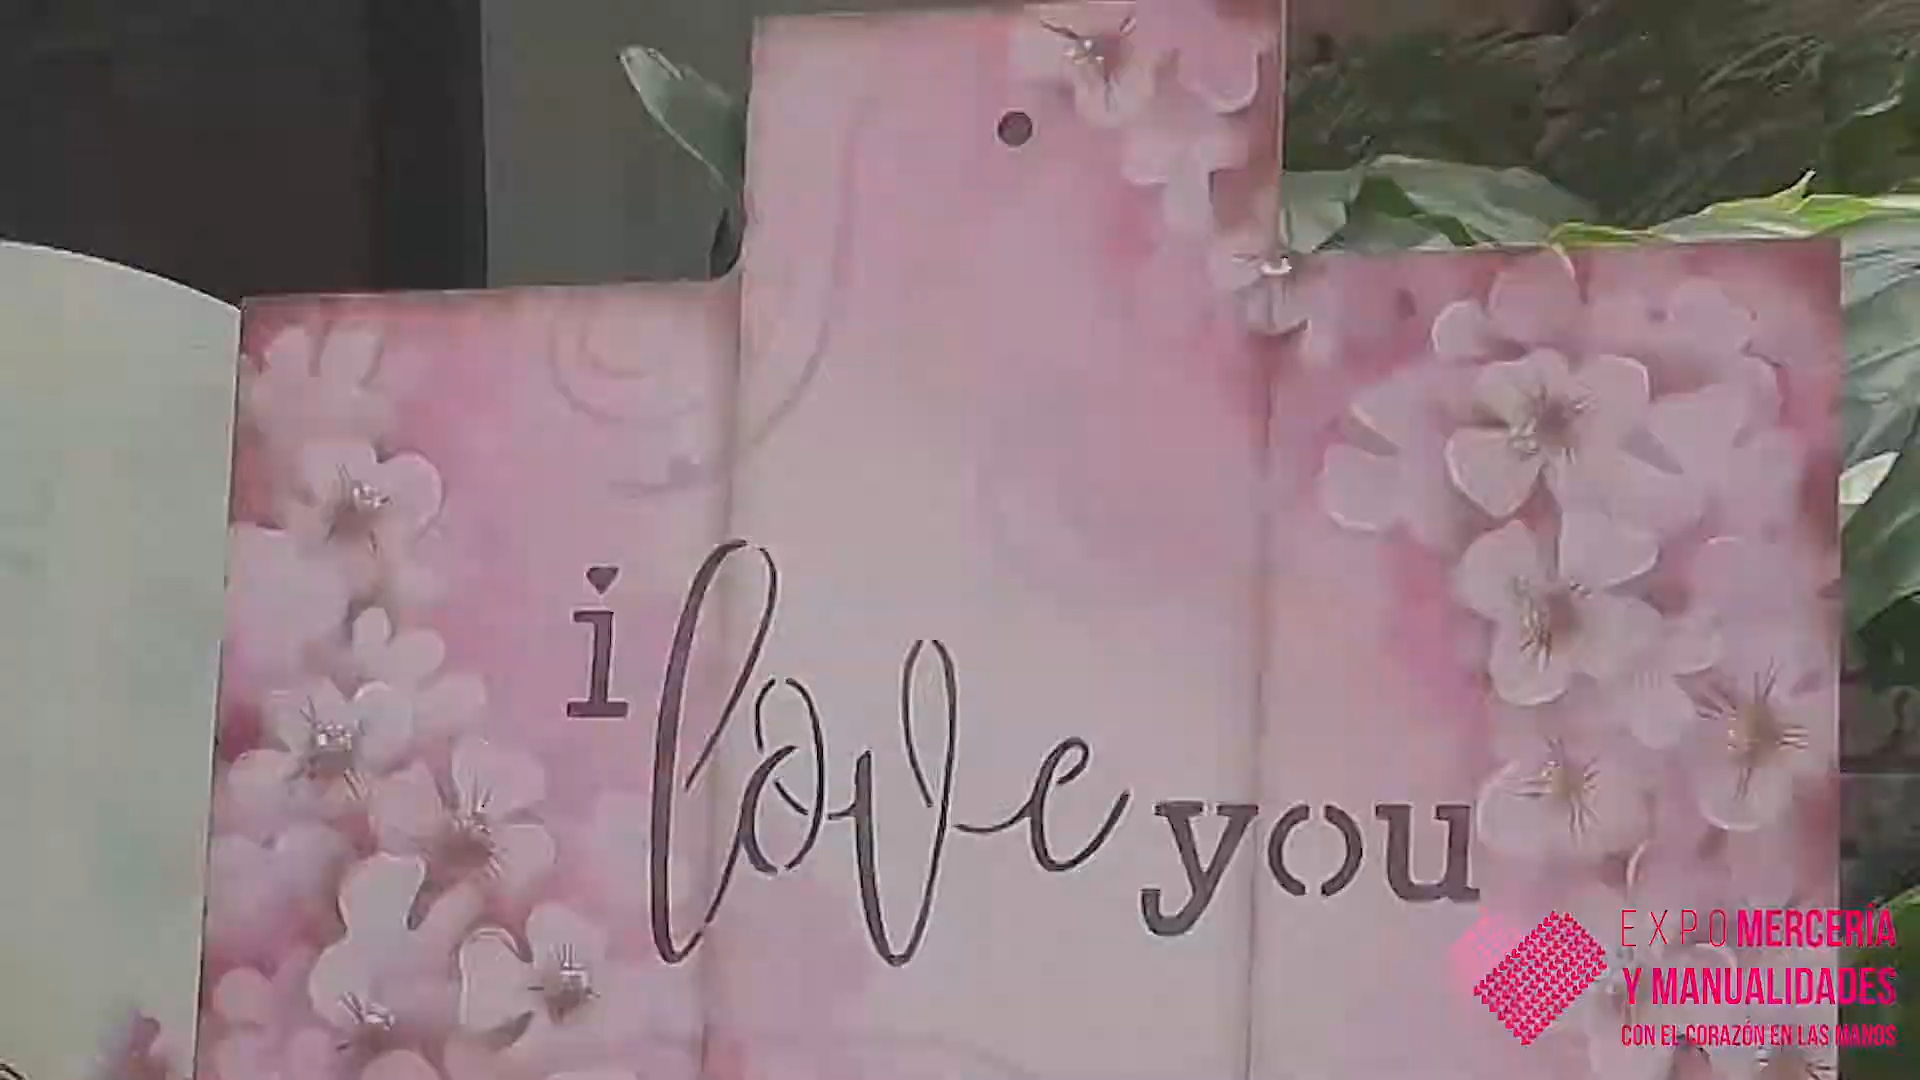 i love you
EXPO MERCERÍA
Y MANUALIDADES
CON EL CORAZÓN EN LAS MANOS